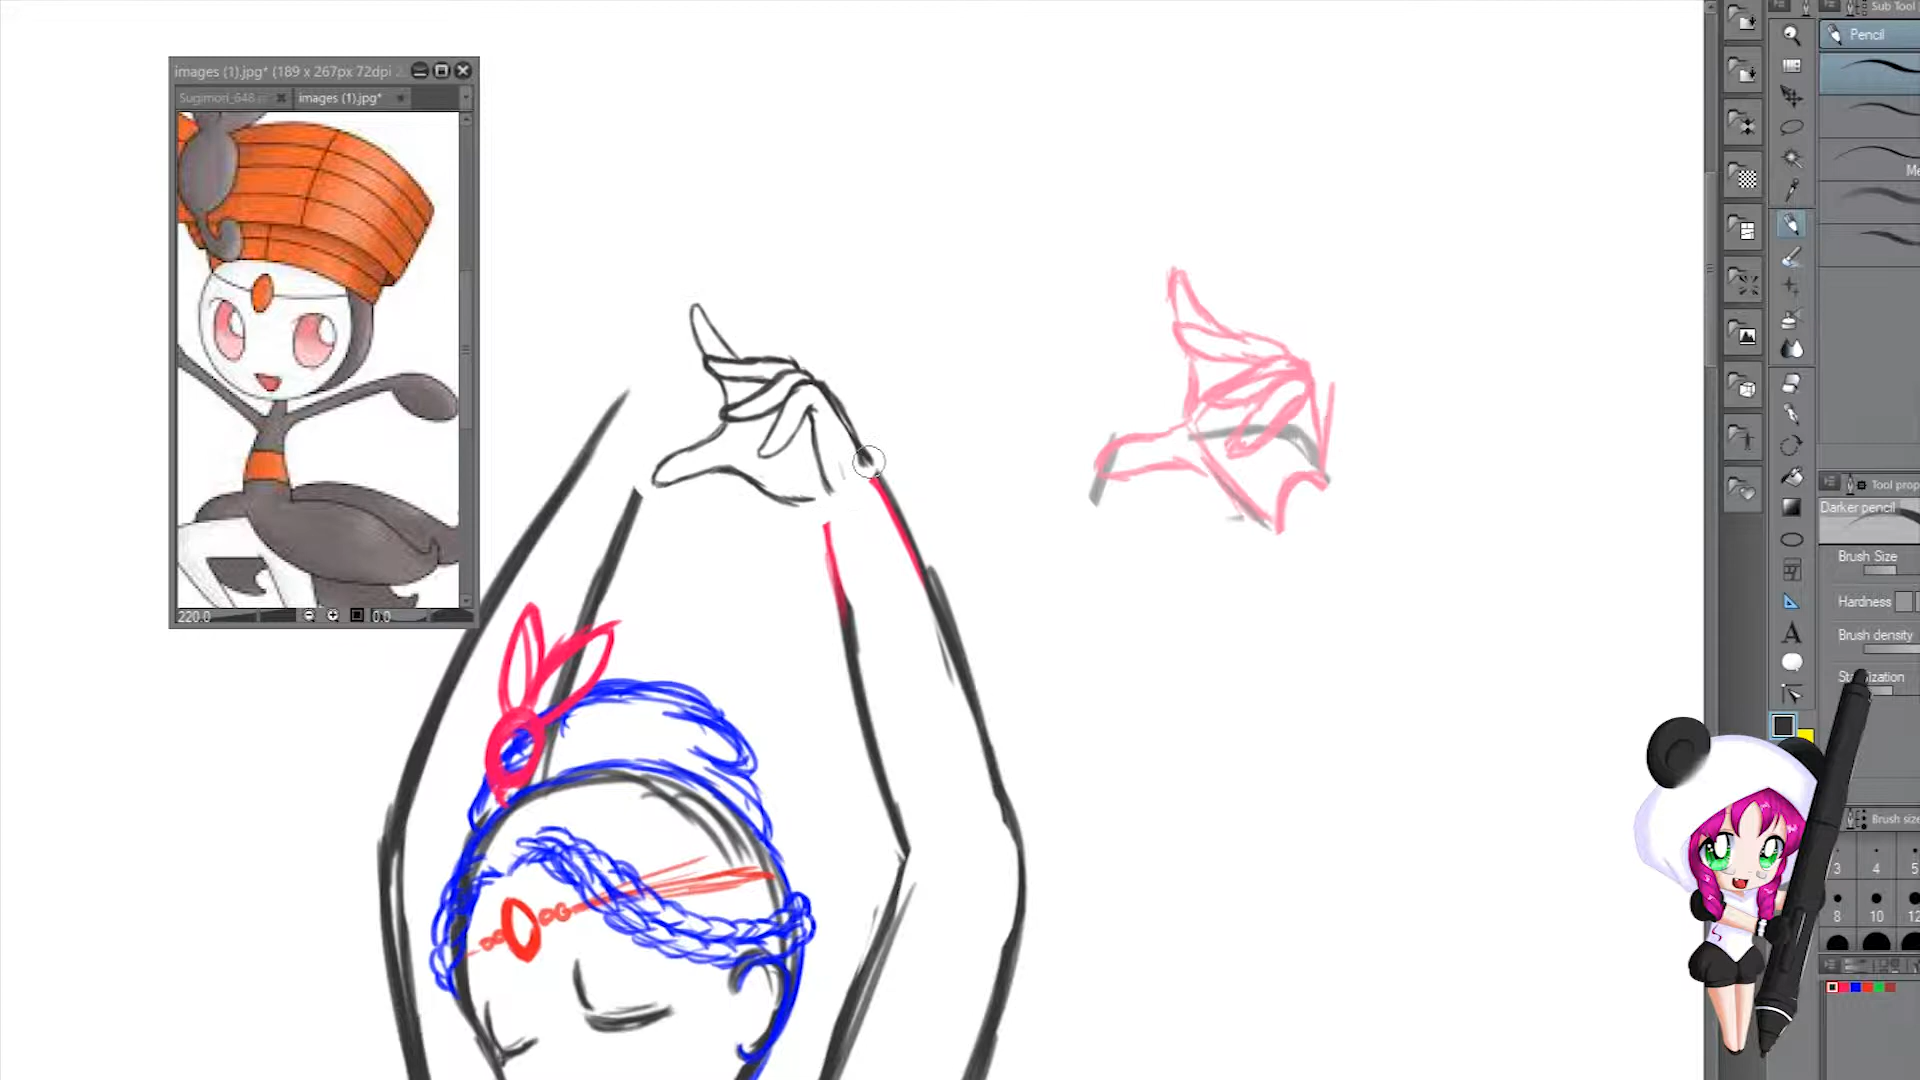 images (1).jpg* (189 x 267px 72dpi
Sugimori_648
images (1).jpg*
220.0
0.0
Sub Tool
Pencil
Me
Tool prop
Darker pencil
Brush Size
Hardness
Brush density
A
Brush size
3 4 5
8 10 12